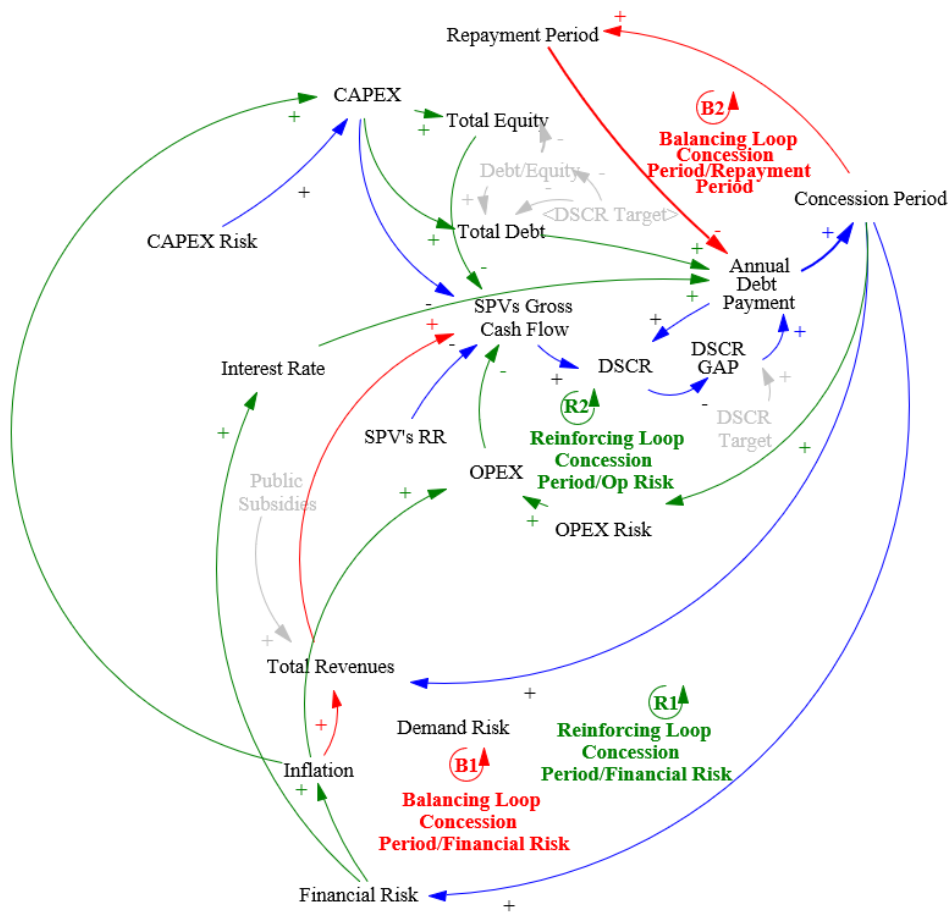 Repayment Period
+
B2
Balancing Loop
Concession
Period/Repayment
Period
CAPEX
+
+
Total Equity
-
Debt/Equity
-
-
+
-
<DSCR Target>
Concession Period
CAPEX Risk
+
+
Total Debt
-
+
+
Annual
Debt
Payment
+
-
-
+
SPVs Gross
Cash Flow
-
+
+
Interest Rate
-
+
DSCR
DSCR
GAP
-
+
DSCR
Target
+
R2
Reinforcing Loop
Concession
Period/Op Risk
SPV's RR
+
Public
Subsidies
OPEX
+
+
OPEX Risk
+
+
Total Revenues
+
+
Demand Risk
R1
Reinforcing Loop
Concession
Period/Financial Risk
Inflation
+
B1
Balancing Loop
Concession
Period/Financial Risk
Financial Risk
+